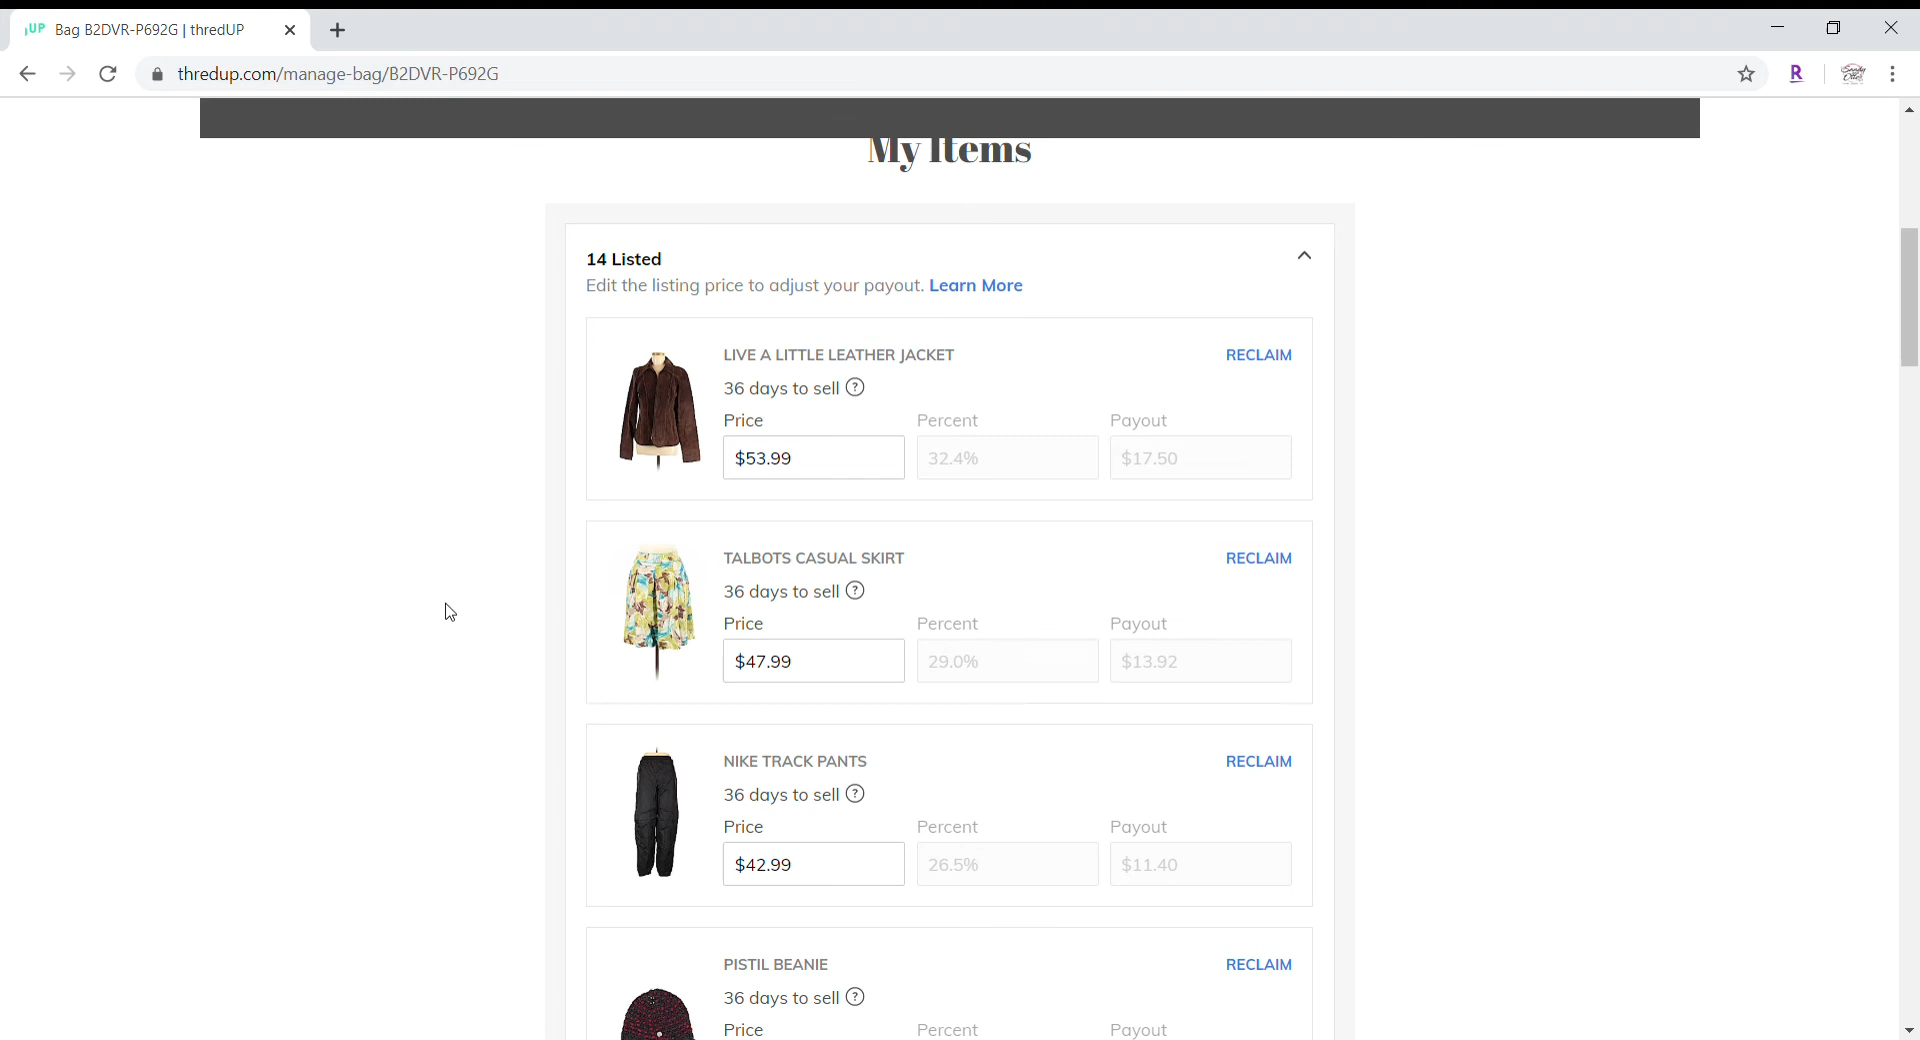 UP Bag B2DVR-P692G | thredUP
thredup.com/manage-bag/B2DVR-P692G
R
My Items
14 Listed
Edit the listing price to adjust your payout. Learn More
LIVE A LITTLE LEATHER JACKET RECLAIM
36 days to sell ?
Price Percent Payout
$53.99 32.4% $17.50
TALBOTS CASUAL SKIRT RECLAIM
36 days to sell ?
Price Percent Payout
$47.99 29.0% $13.92
NIKE TRACK PANTS RECLAIM
36 days to sell ?
Price Percent Payout
$42.99 26.5% $11.40
PISTIL BEANIE RECLAIM
36 days to sell ?
Price Percent Payout